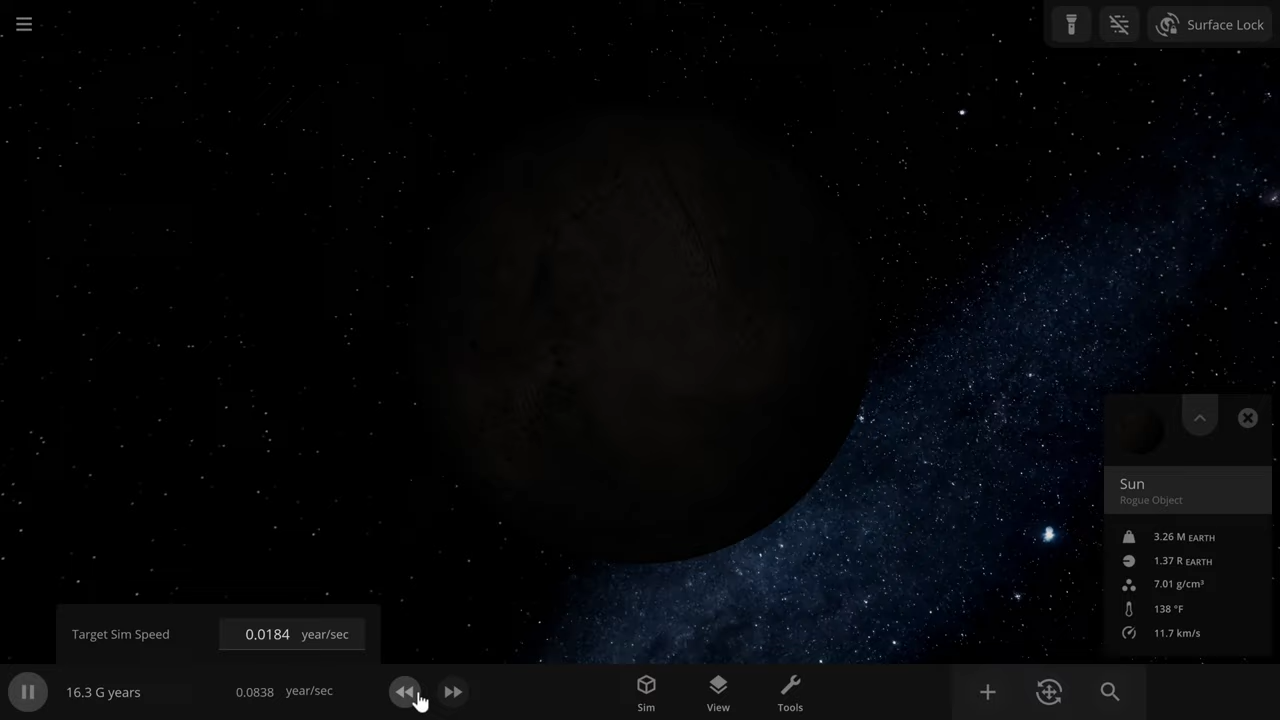 Surface Lock
Sun
Rogue Object
3.26 M EARTH
1.37 R EARTH
7.01 g/cm³
138 °F
11.7 km/s
Target Sim Speed 0.0184 year/sec
16.3 G years 0.0838 year/sec
Sim View Tools